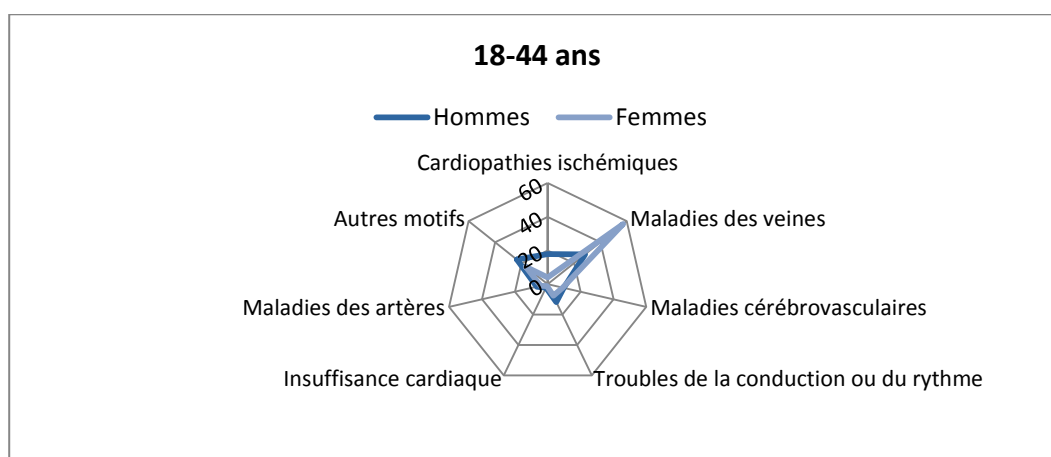 18-44 ans
Hommes Femmes
Cardiopathies ischémiques
60
Autres motifs
Maladies des veines
40
20
0
Maladies des artères
Maladies cérébrovasculaires
Insuffisance cardiaque
Troubles de la conduction ou du rythme